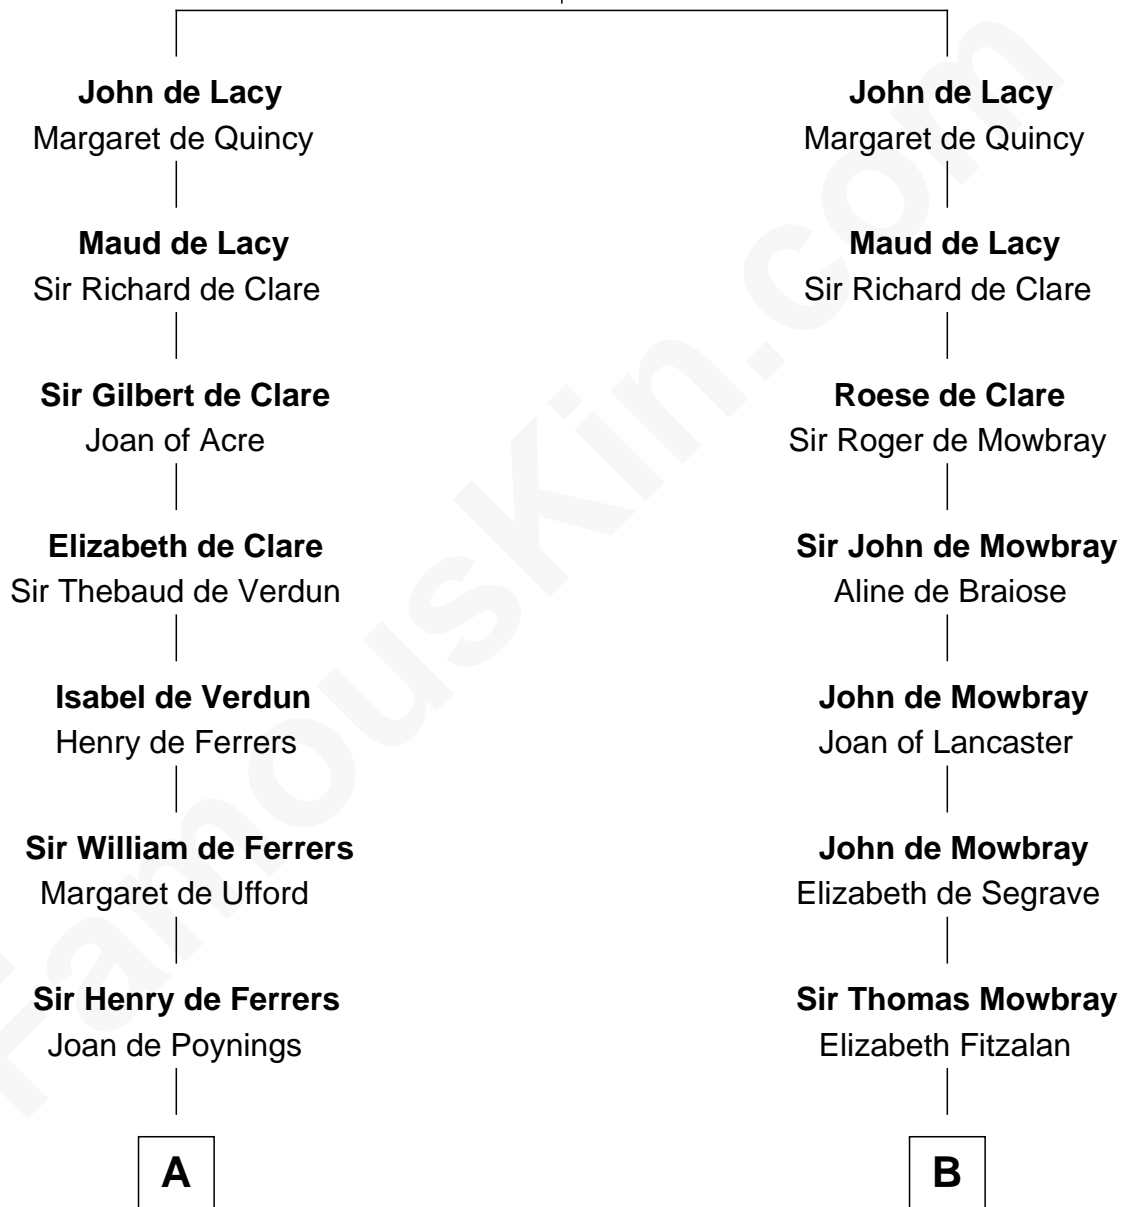 John de Lacy
Margaret de Quincy
Maud de Lacy
Sir Richard de Clare
Sir Gilbert de Clare
Joan of Acre
Elizabeth de Clare
Sir Thebaud de Verdun
Isabel de Verdun
Henry de Ferrers
Sir William de Ferrers
Margaret de Ufford
Sir Henry de Ferrers
Joan de Poynings
A
John de Lacy
Margaret de Quincy
Maud de Lacy
Sir Richard de Clare
Roese de Clare
Sir Roger de Mowbray
Sir John de Mowbray
Aline de Braiose
John de Mowbray
Joan of Lancaster
John de Mowbray
Elizabeth de Segrave
Sir Thomas Mowbray
Elizabeth Fitzalan
B
FamousKin.com